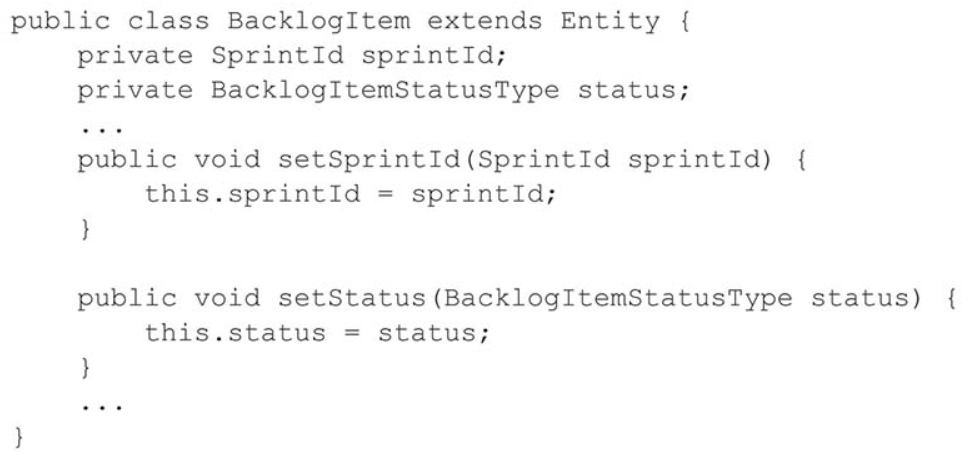 public class BacklogItem extends Entity {
    private SprintId sprintId;
    private BacklogItemStatusType status;
    ...
    public void setSprintId(SprintId sprintId) {
        this.sprintId = sprintId;
    }

    public void setStatus(BacklogItemStatusType status) {
        this.status = status;
    }
    ...
}